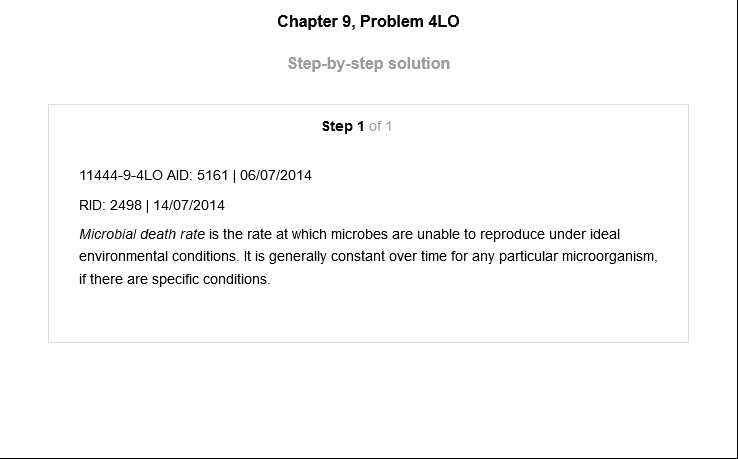 Chapter 9, Problem 4LO
Step-by-step solution
Step 1 of 1
11444-9-4LO AID: 5161 | 06/07/2014
RID: 2498 | 14/07/2014
Microbial death rate is the rate at which microbes are unable to reproduce under ideal
environmental conditions. It is generally constant over time for any particular microorganism,
if there are specific conditions.